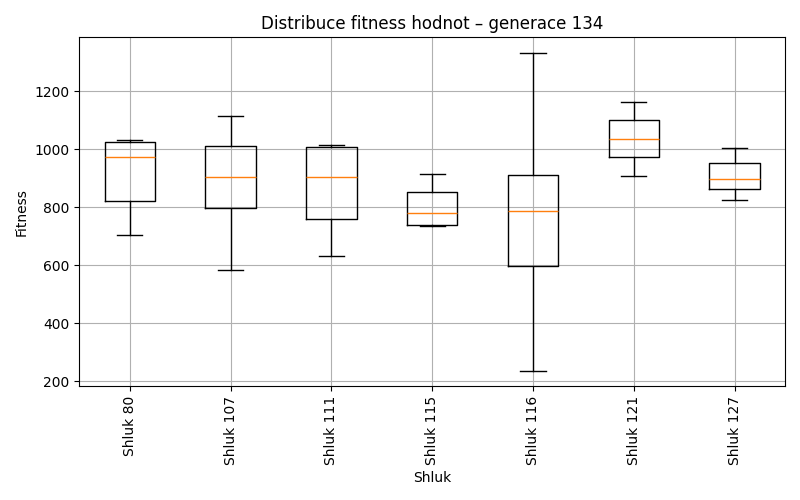 Distribuce fitness hodnot – generace 134
Fitness
1200
1000
800
600
400
200
Shluk 80
Shluk 107
Shluk 111
Shluk 115
Shluk 116
Shluk 121
Shluk 127
Shluk